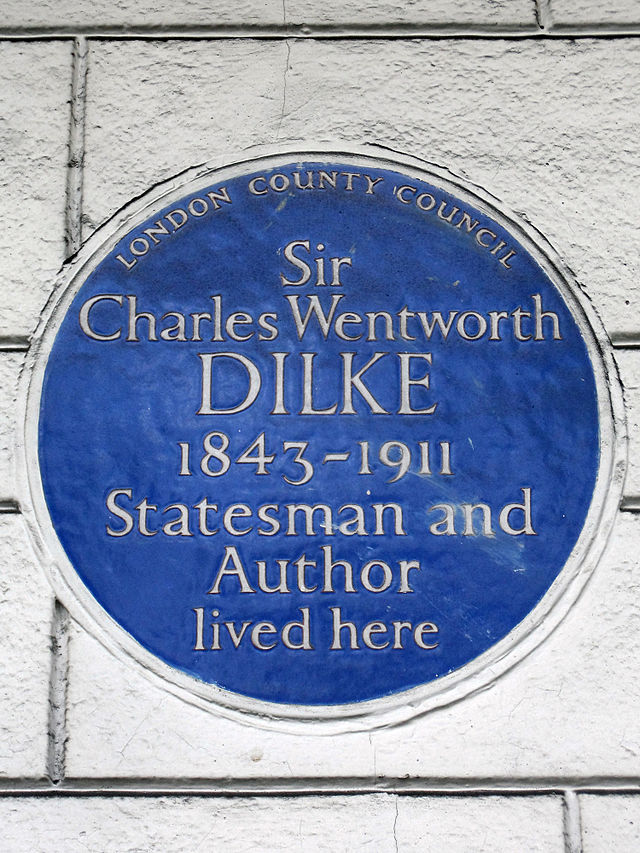 LONDON COUNTY COUNCIL
Sir
Charles Wentworth
DILKE
1843-1911
Statesman and
Author
lived here